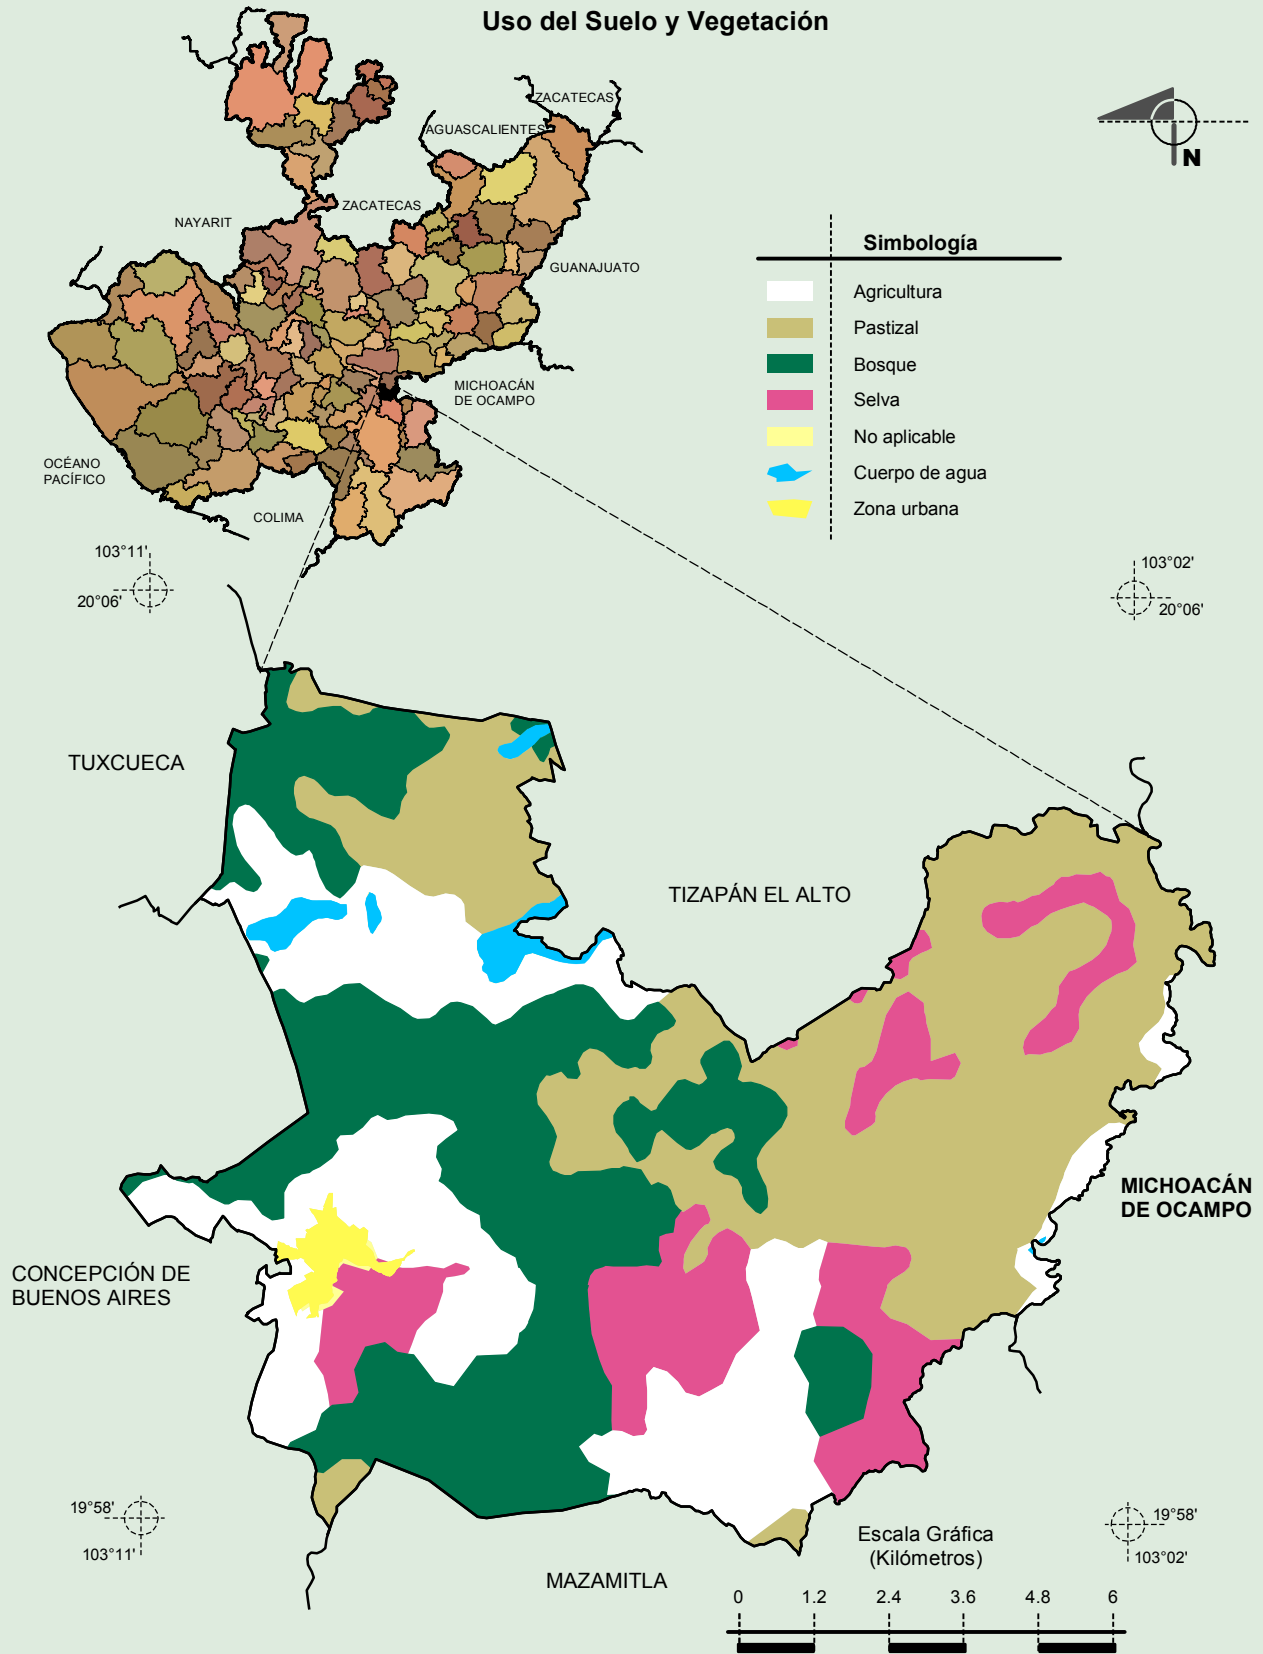 Uso del Suelo y Vegetación
ZACATECAS
AGUASCALIENTES
ZACATECAS
NAYARIT
GUANAJUATO
MICHOACÁN
DE OCAMPO
OCÉANO
PACÍFICO
COLIMA
N
Simbología
Agricultura
Pastizal
Bosque
Selva
No aplicable
Cuerpo de agua
Zona urbana
103°11'
20°06'
103°02'
20°06'
TUXCUECA
TIZAPÁN EL ALTO
MICHOACÁN
DE OCAMPO
CONCEPCIÓN DE
BUENOS AIRES
19°58'
103°11'
19°58'
103°02'
MAZAMITLA
Escala Gráfica
(Kilómetros)
0 1.2 2.4 3.6 4.8 6